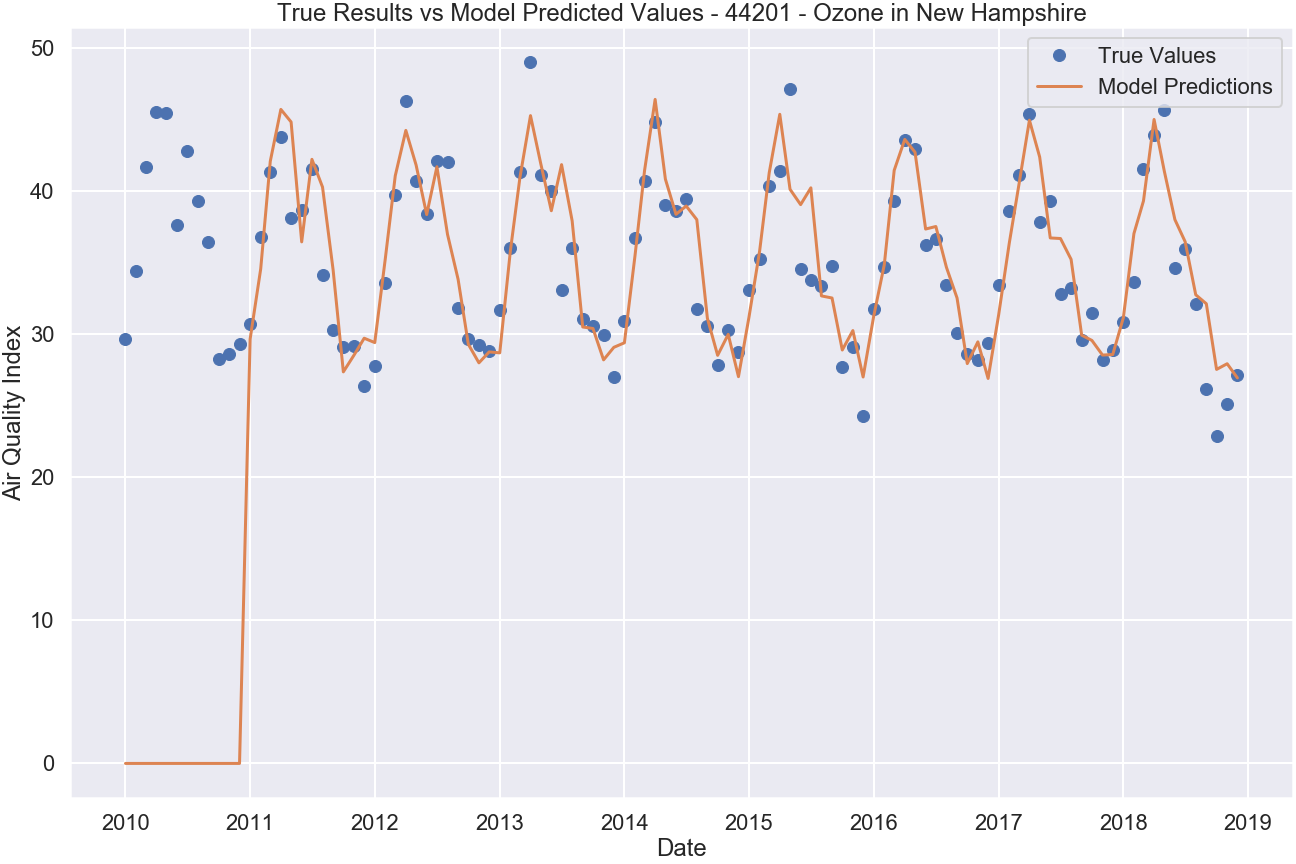 True Results vs Model Predicted Values - 44201 - Ozone in New Hampshire
True Values
Model Predictions
Air Quality Index
50
40
30
20
10
0
2010 2011 2012 2013 2014 2015 2016 2017 2018 2019
Date